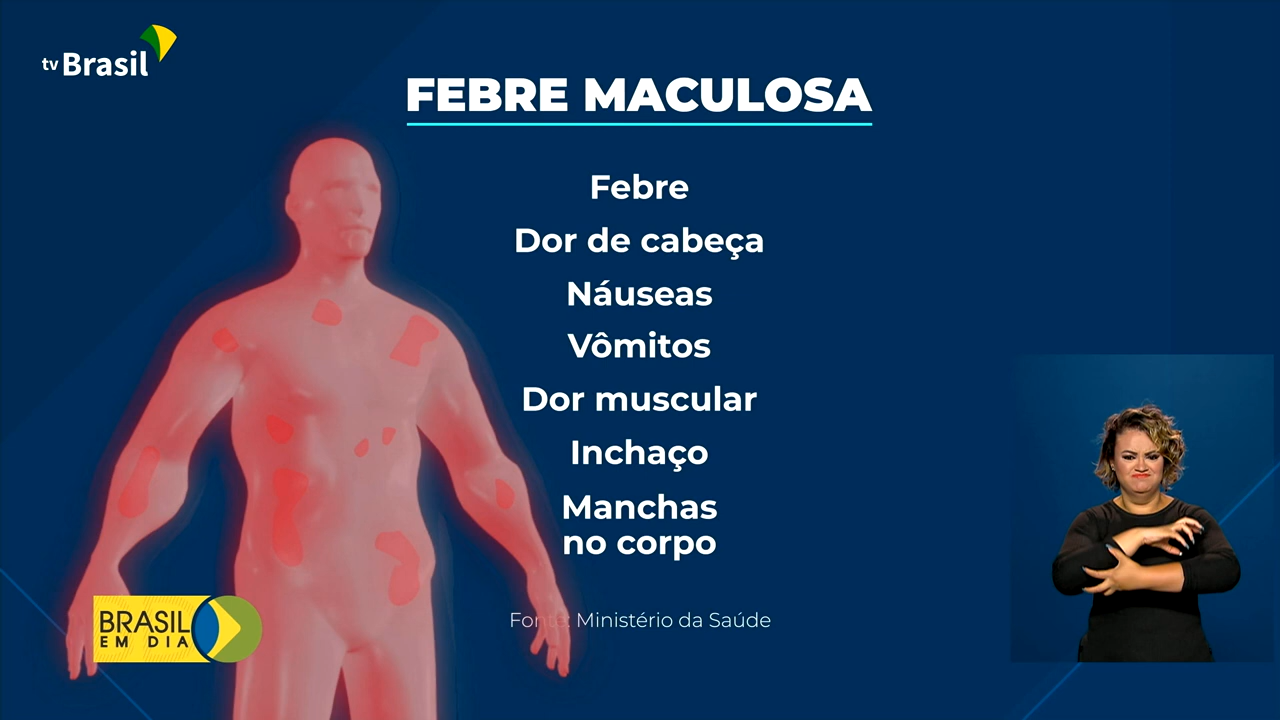 tv Brasil
FEBRE MACULOSA
Febre
Dor de cabeça
Náuseas
Vômitos
Dor muscular
Inchaço
Manchas
no corpo
Fonte: Ministério da Saúde
BRASIL
EM DIA